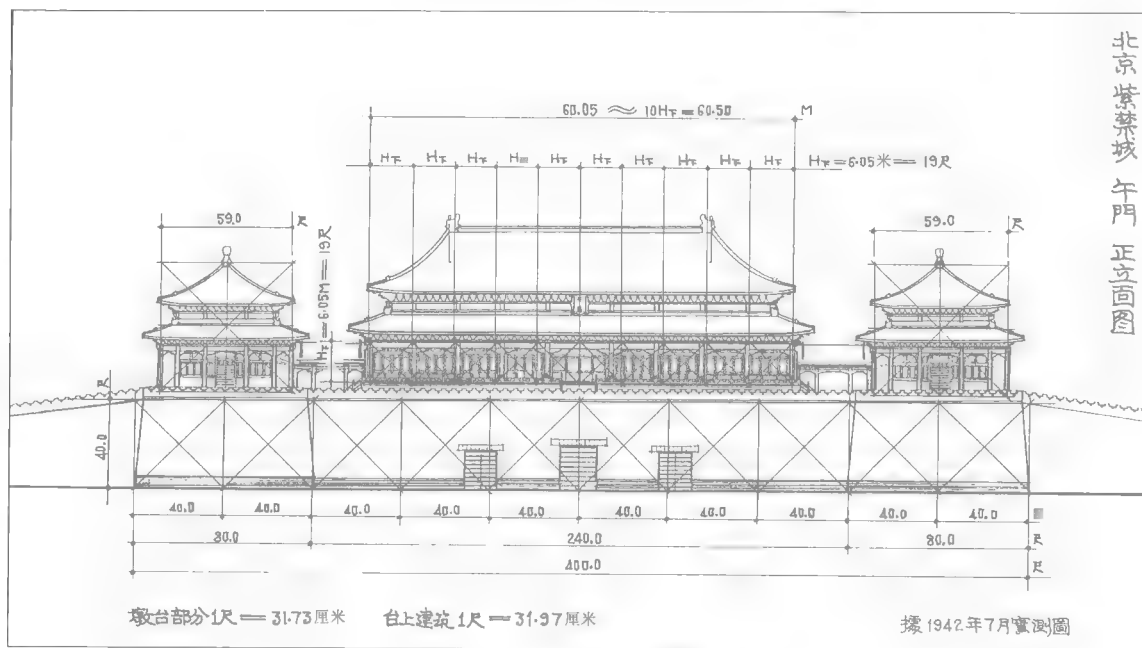 北京紫禁城 午門 正立面图
60.05 ≈ 10H下=60.50 M
H下 H下 H下 H下 H下 H下 H下 H下 H下 H下=6.05米=19尺
59.0 尺
59.0 尺
H下=6.05M=19尺
尺
40.0
40.0 40.0 40.0 40.0 40.0 40.0 40.0 40.0 40.0 40.0
80.0 240.0 80.0 尺
400.0 尺
墩台部分1尺=31.73厘米 台上建筑1尺=31.97厘米
據1942年7月實測圖